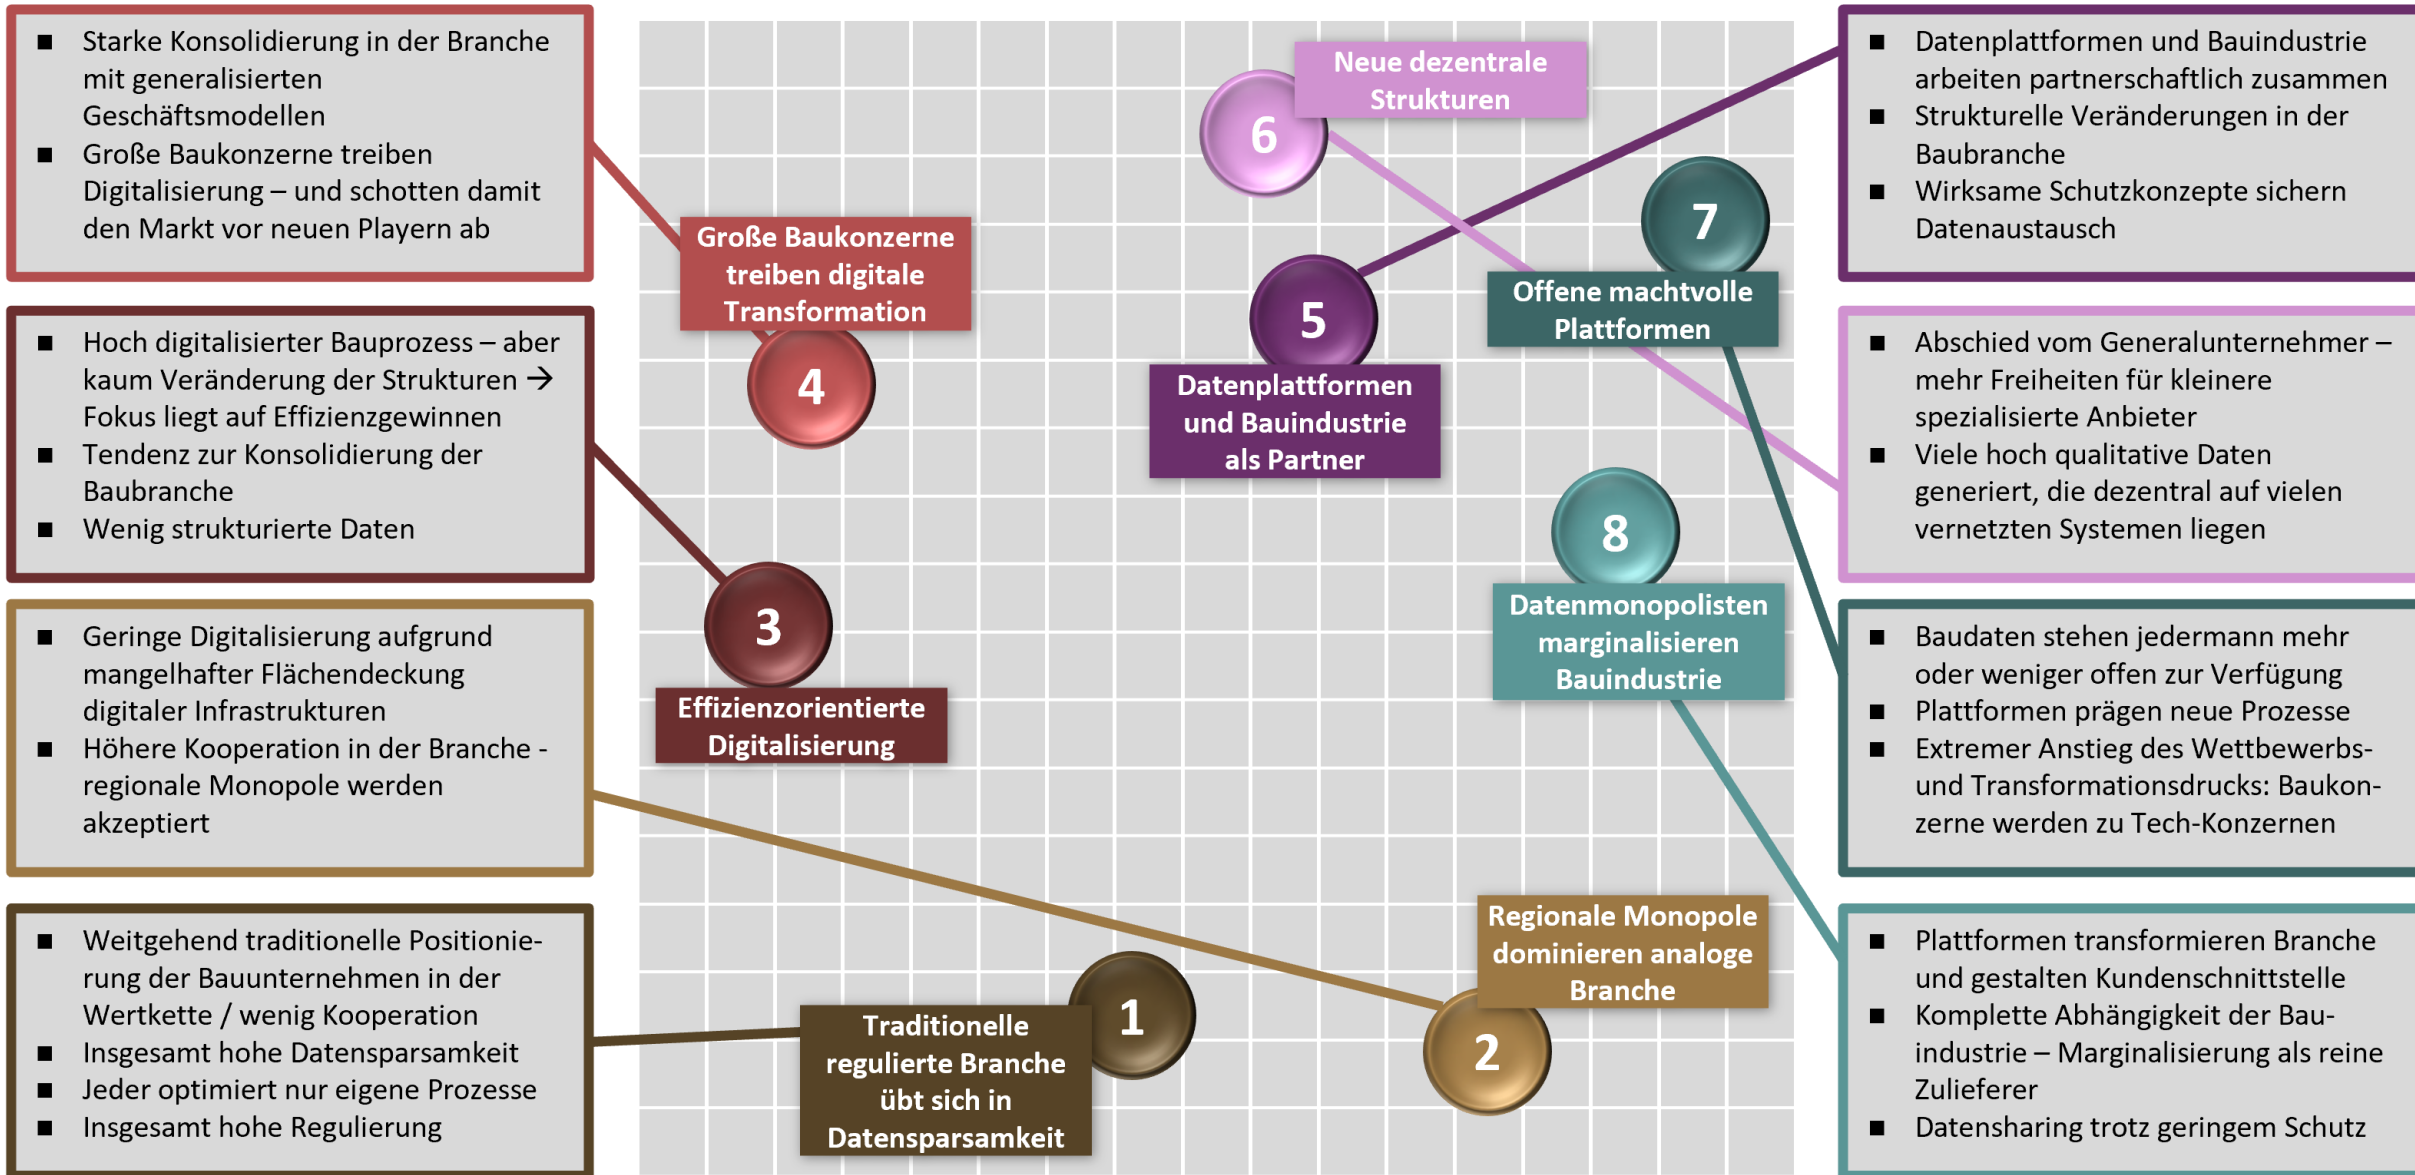 ■ Starke Konsolidierung in der Branche
mit generalisierten
Geschäftsmodellen
■ Große Baukonzerne treiben
Digitalisierung – und schotten damit
den Markt vor neuen Playern ab
■ Hoch digitalisierter Bauprozess – aber
kaum Veränderung der Strukturen →
Fokus liegt auf Effizienzgewinnen
■ Tendenz zur Konsolidierung der
Baubranche
■ Wenig strukturierte Daten
■ Geringe Digitalisierung aufgrund
mangelhafter Flächendeckung
digitaler Infrastrukturen
■ Höhere Kooperation in der Branche -
regionale Monopole werden
akzeptiert
■ Weitgehend traditionelle Positionie-
rung der Bauunternehmen in der
Wertkette / wenig Kooperation
■ Insgesamt hohe Datensparsamkeit
■ Jeder optimiert nur eigene Prozesse
■ Insgesamt hohe Regulierung
Neue dezentrale
Strukturen
6
7
Große Baukonzerne
treiben digitale
Transformation
4
5
Offene machtvolle
Plattformen
Datenplattformen
und Bauindustrie
als Partner
8
Datenmonopolisten
marginalisieren
Bauindustrie
3
Effizienzorientierte
Digitalisierung
Regionale Monopole
dominieren analoge
Branche
2
1
Traditionelle
regulierte Branche
übt sich in
Datensparsamkeit
■ Datenplattformen und Bauindustrie
arbeiten partnerschaftlich zusammen
■ Strukturelle Veränderungen in der
Baubranche
■ Wirksame Schutzkonzepte sichern
Datenaustausch
■ Abschied vom Generalunternehmer –
mehr Freiheiten für kleinere
spezialisierte Anbieter
■ Viele hoch qualitative Daten
generiert, die dezentral auf vielen
vernetzten Systemen liegen
■ Baudaten stehen jedermann mehr
oder weniger offen zur Verfügung
■ Plattformen prägen neue Prozesse
■ Extremer Anstieg des Wettbewerbs-
und Transformationsdrucks: Baukon-
zerne werden zu Tech-Konzernen
■ Plattformen transformieren Branche
und gestalten Kundenschnittstelle
■ Komplette Abhängigkeit der Bau-
industrie – Marginalisierung als reine
Zulieferer
■ Datensharing trotz geringem Schutz